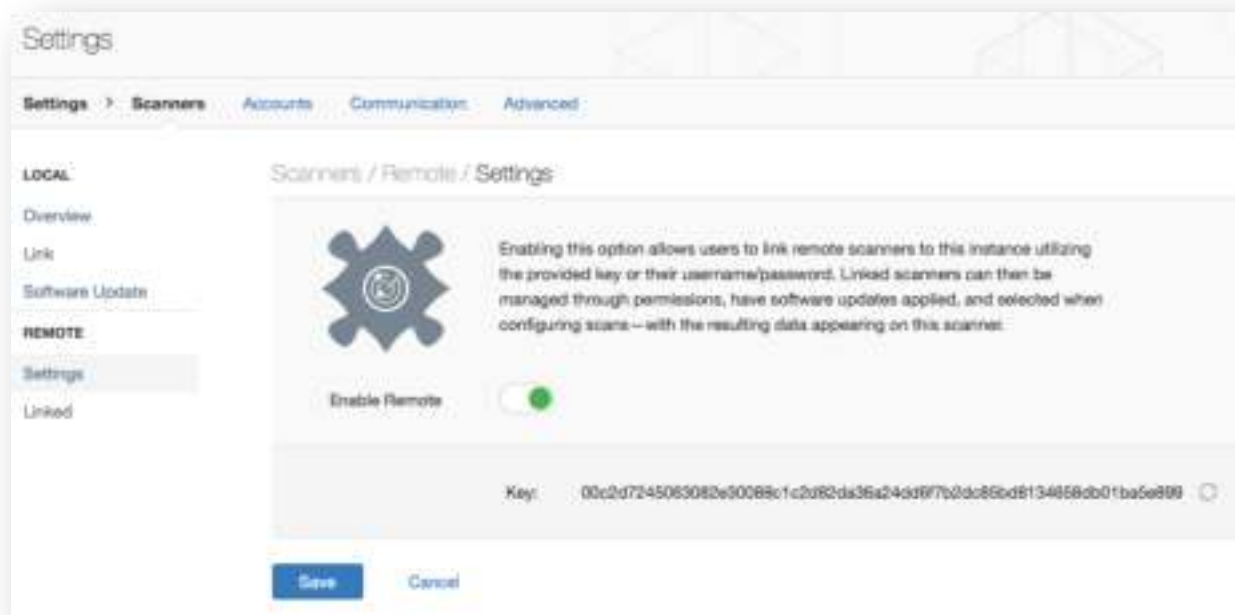 Settings
Settings > Scanners Accounts Communication Advanced
LOCAL
Overview
Link
Software Update
REMOTE
Settings
Linked
Scanners / Remote / Settings
Enabling this option allows users to link remote scanners to this instance utilizing
the provided key or their username/password. Linked scanners can then be
managed through permissions, have software updates applied, and selected when
configuring scans—with the resulting data appearing on this scanner.
Enable Remote
Key:
Save Cancel